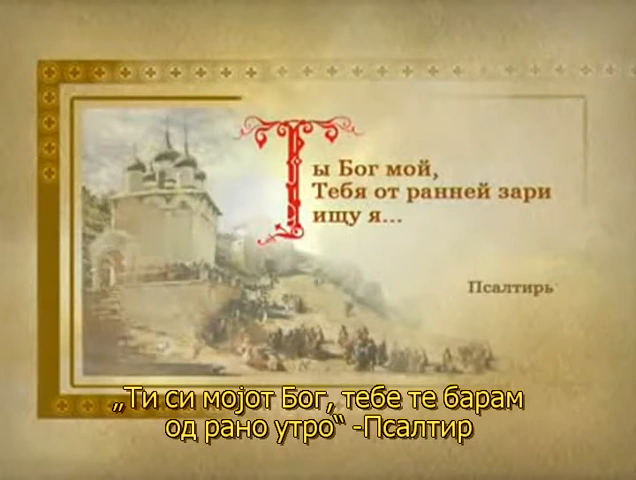 Ты Бог мой,
Тебя от ранней зари
ищу я...
Псалтирь
„Ти си мојот Бог, тебе те барам
од рано утро“ -Псалтир